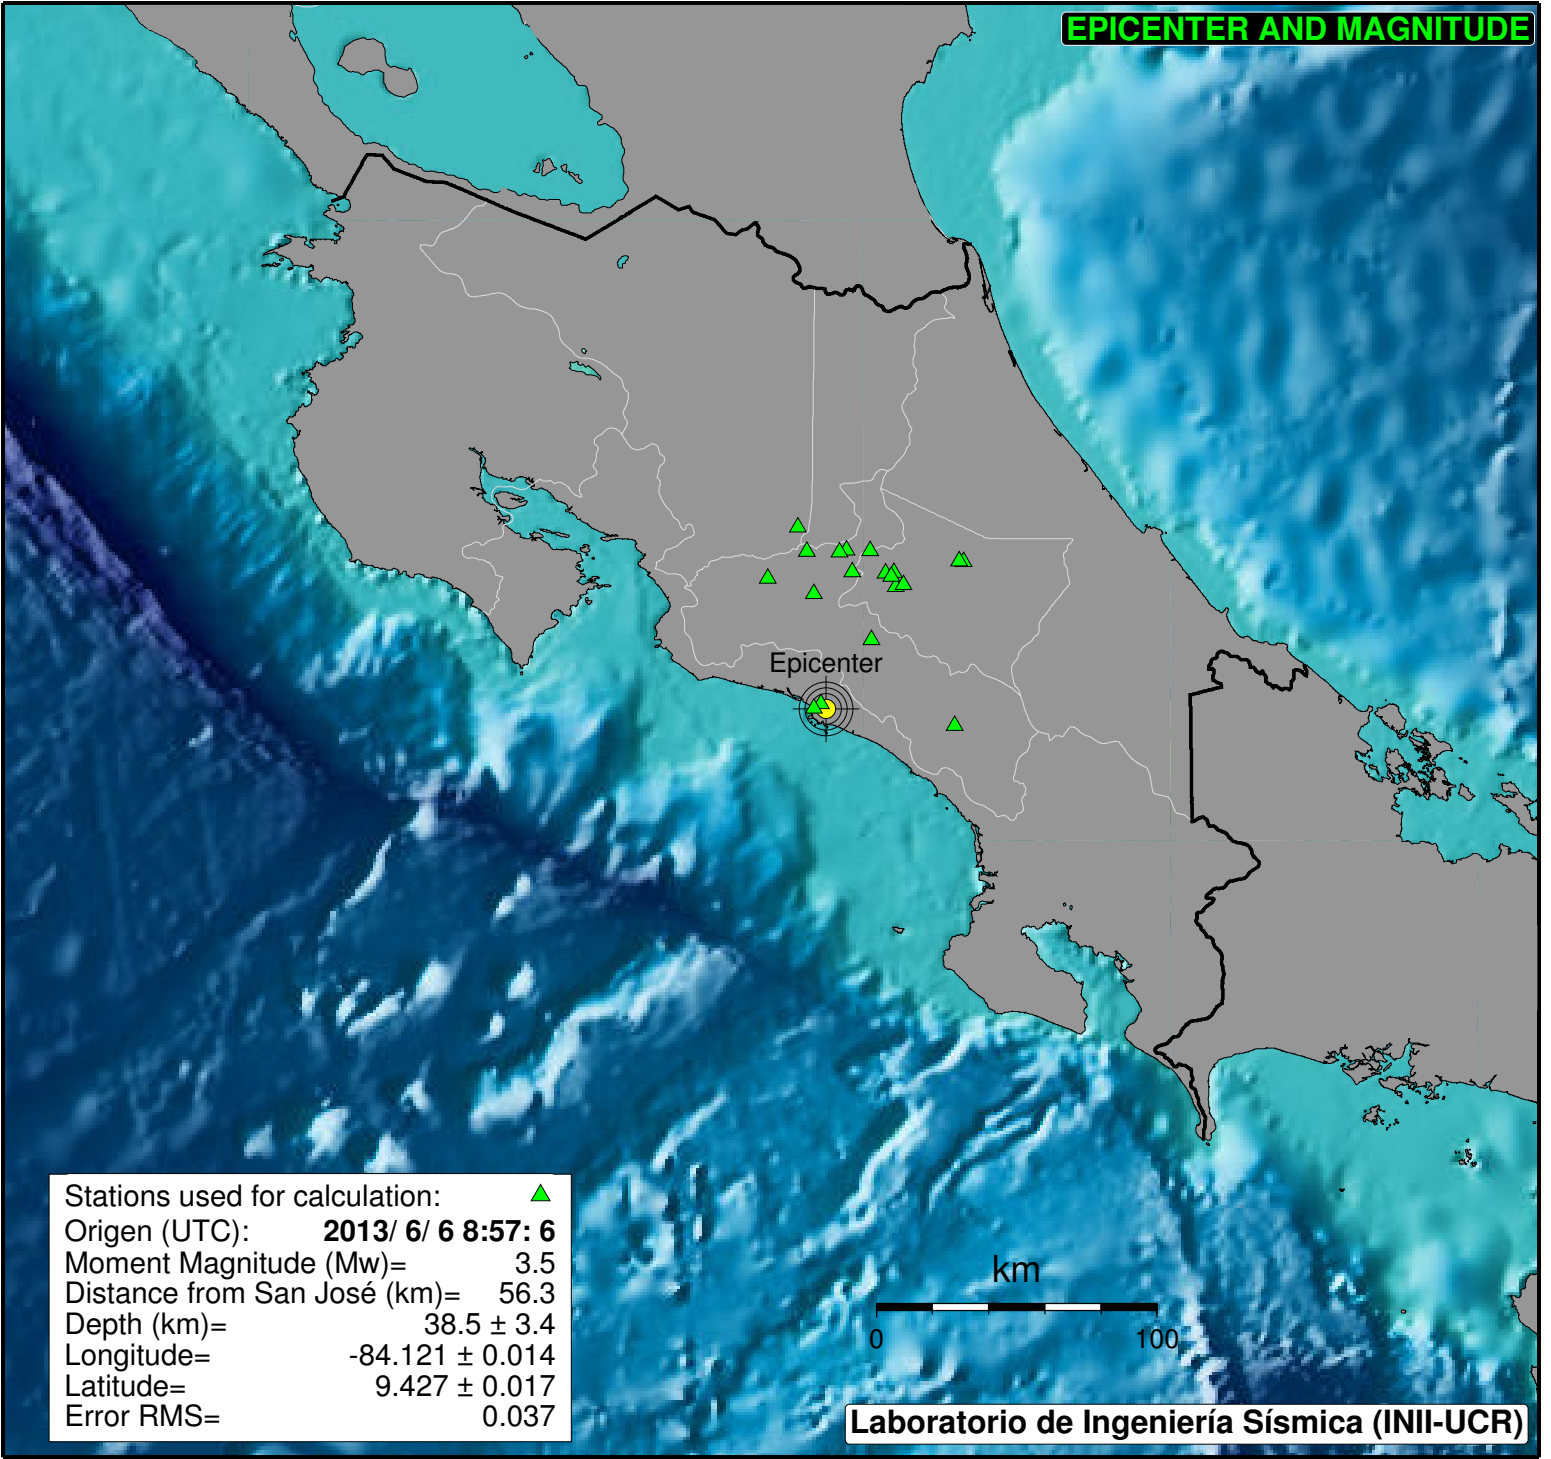 EPICENTER AND MAGNITUDE
Epicenter
Stations used for calculation:
Origen (UTC): 2013/ 6/ 6 8:57: 6
Moment Magnitude (Mw)= 3.5
Distance from San José (km)= 56.3
Depth (km)= 38.5 ± 3.4
Longitude= -84.121 ± 0.014
Latitude= 9.427 ± 0.017
Error RMS= 0.037
km
0 100
Laboratorio de Ingeniería Sísmica (INII-UCR)